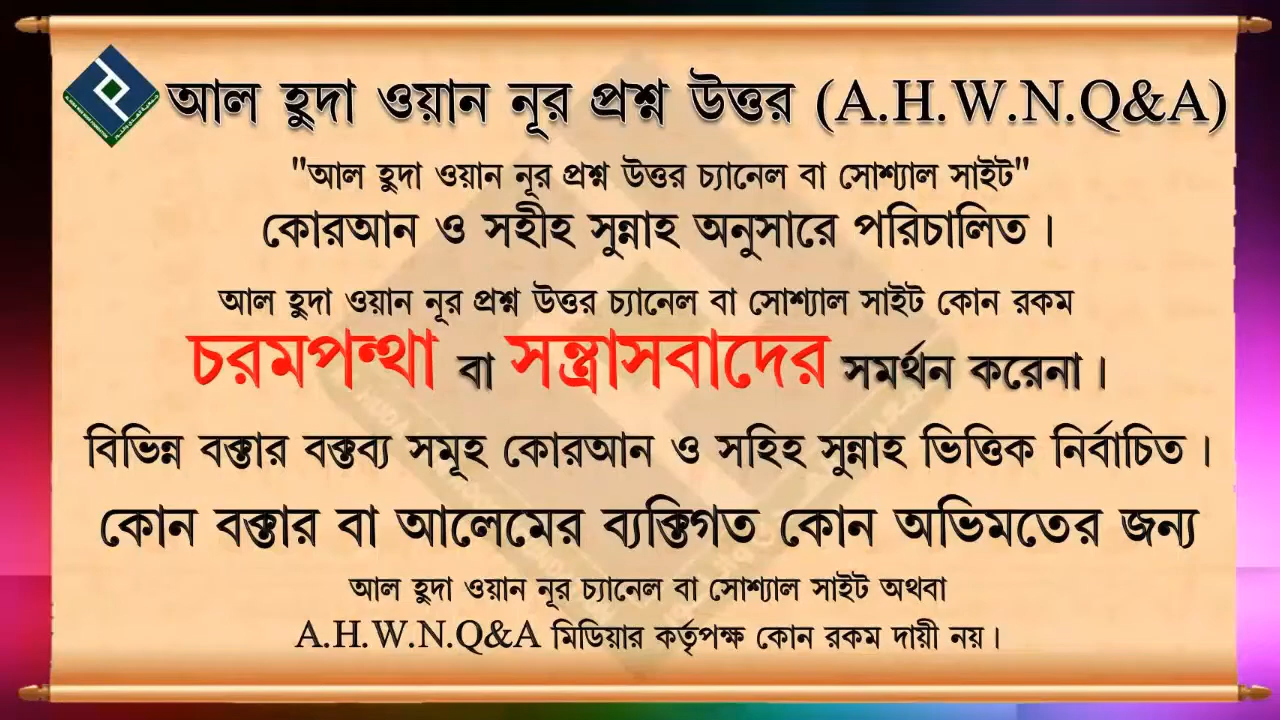 আল হুদা ওয়ান নূর প্রশ্ন উত্তর (A.H.W.N.Q&A)
"আল হুদা ওয়ান নূর প্রশ্ন উত্তর চ্যানেল বা সোশ্যাল সাইট"
কোরআন ও সহীহ সুন্নাহ অনুসারে পরিচালিত।
আল হুদা ওয়ান নূর প্রশ্ন উত্তর চ্যানেল বা সোশ্যাল সাইট কোন রকম
চরমপন্থা বা সন্ত্রাসবাদের সমর্থন করেনা।
বিভিন্ন বক্তার বক্তব্য সমূহ কোরআন ও সহিহ সুন্নাহ ভিত্তিক নির্বাচিত।
কোন বক্তার বা আলেমের ব্যক্তিগত কোন অভিমতের জন্য
আল হুদা ওয়ান নূর চ্যানেল বা সোশ্যাল সাইট অথবা
A.H.W.N.Q&A মিডিয়ার কর্তৃপক্ষ কোন রকম দায়ী নয়।